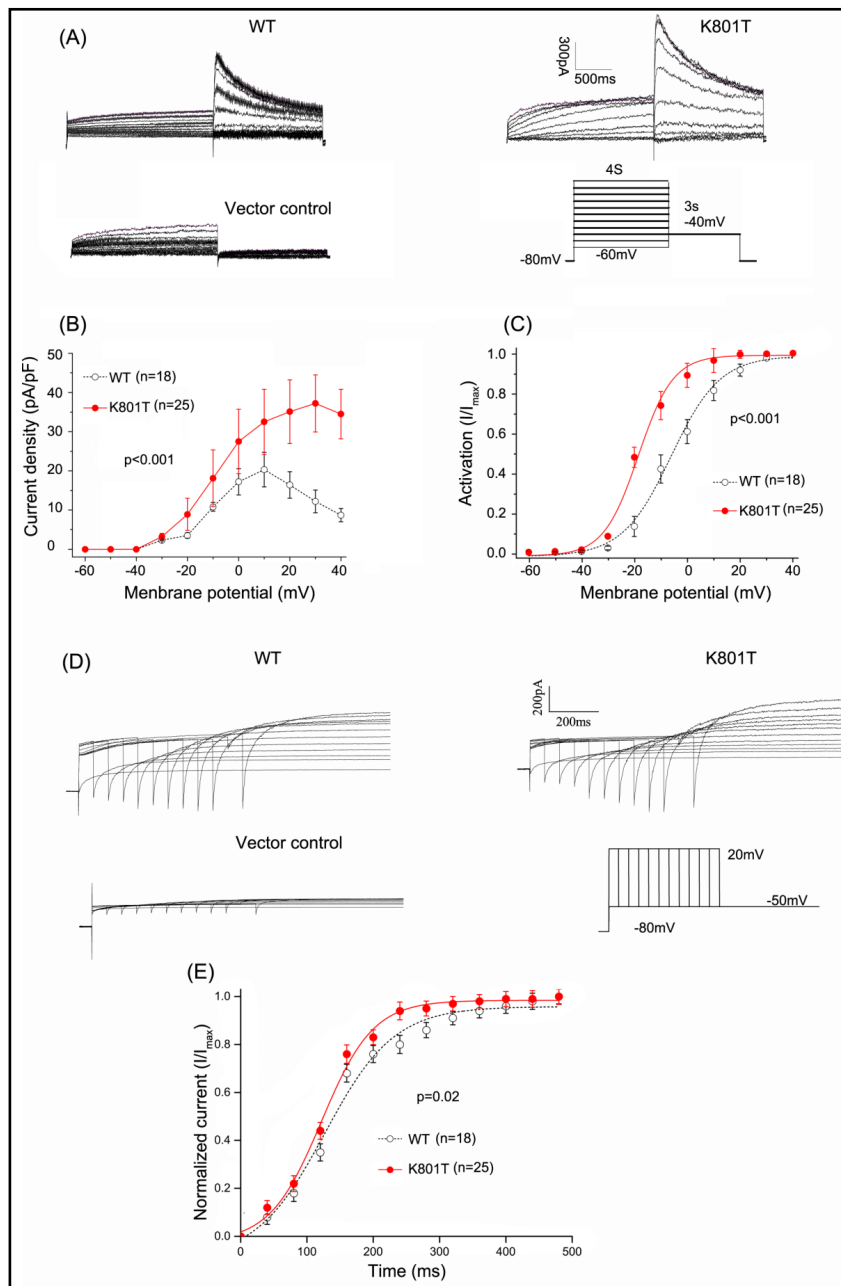 (A)
WT
K801T
300pA
500ms
Vector control
4S
3s
-40mV
-80mV
-60mV
(B)
Current density (pA/pF)
50
40
30
20
10
0
WT (n=18)
K801T (n=25)
p<0.001
-60 -40 -20 0 20 40
Menbrane potential (mV)
(C)
Activation (I/Imax)
1.0
0.8
0.6
0.4
0.2
0.0
p<0.001
WT (n=18)
K801T (n=25)
-60 -40 -20 0 20 40
Menbrane potential (mV)
(D)
WT
K801T
200pA
200ms
Vector control
20mV
-50mV
-80mV
(E)
Normalized current (I/Imax)
1.0
0.8
0.6
0.4
0.2
0.0
p=0.02
WT (n=18)
K801T (n=25)
0 100 200 300 400 500
Time (ms)